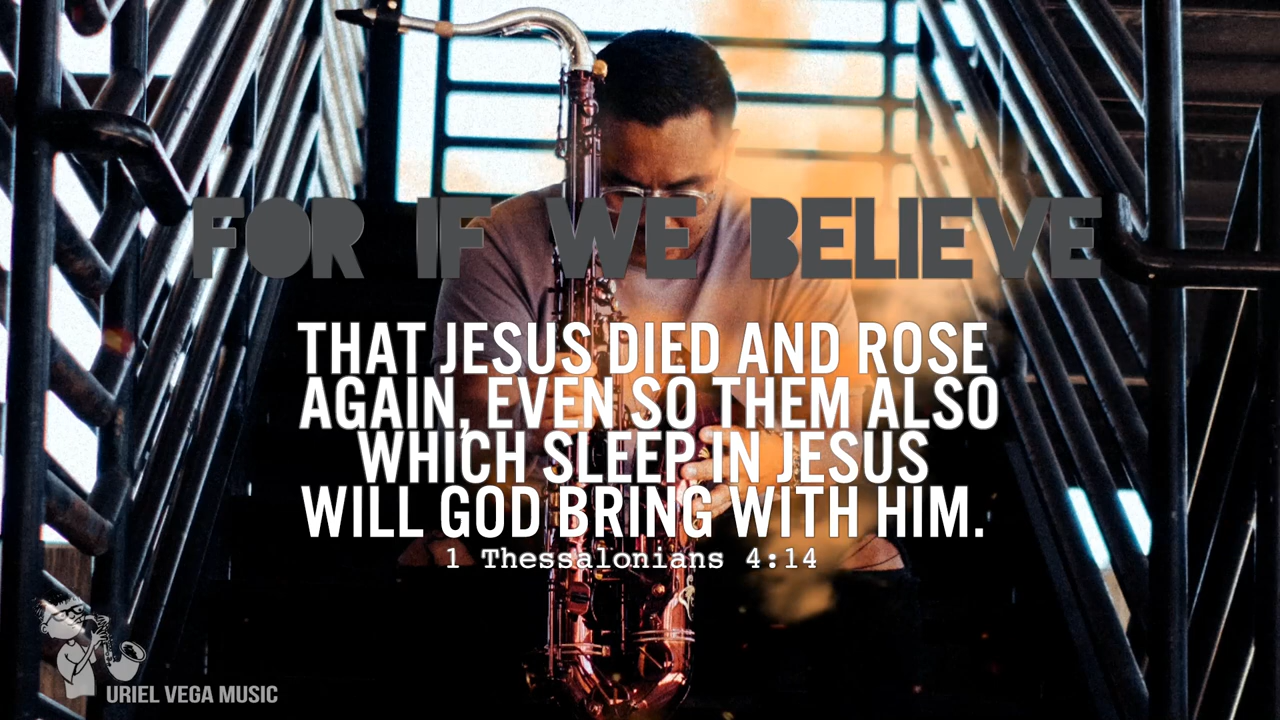 FOR IF WE BELIEVE
THAT JESUS DIED AND ROSE
AGAIN, EVEN SO THEM ALSO
WHICH SLEEP IN JESUS
WILL GOD BRING WITH HIM.
1 Thessalonians 4:14
URIEL VEGA MUSIC